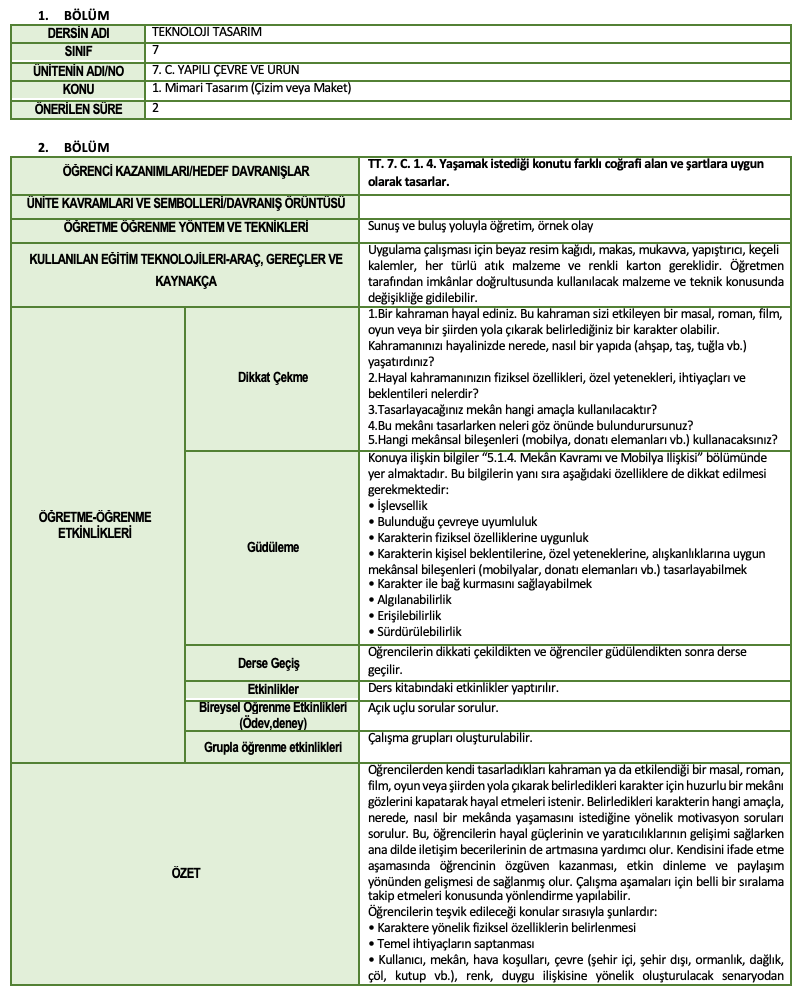 1. BÖLÜM
DERSİN ADI TEKNOLOJI TASARIM
SINIF 7
ÜNİTENİN ADI/NO 7. C. YAPILI ÇEVRE VE URUN
KONU 1. Mimari Tasarım (Çizim veya Maket)
ÖNERİLEN SÜRE 2
2. BÖLÜM
ÖĞRENCİ KAZANIMLARI/HEDEF DAVRANIŞLAR
TT. 7. C. 1. 4. Yaşamak istediği konutu farklı coğrafi alan ve şartlara uygun
olarak tasarlar.
ÜNİTE KAVRAMLARI VE SEMBOLLERİ/DAVRANIŞ ÖRÜNTÜSÜ
ÖĞRETME ÖĞRENME YÖNTEM VE TEKNİKLERİ Sunuş ve buluş yoluyla öğretim, örnek olay
KULLANILAN EĞİTİM TEKNOLOJİLERİ-ARAÇ, GEREÇLER VE
KAYNAKÇA
Uygulama çalışması için beyaz resim kağıdı, makas, mukavva, yapıştırıcı, keçeli
kalemler, her türlü atık malzeme ve renkli karton gereklidir. Öğretmen
tarafından imkânlar doğrultusunda kullanılacak malzeme ve teknik konusunda
değişikliğe gidilebilir.
ÖĞRETME-ÖĞRENME
ETKİNLİKLERİ
Dikkat Çekme
1.Bir kahraman hayal ediniz. Bu kahraman sizi etkileyen bir masal, roman, film,
oyun veya bir şiirden yola çıkarak belirlediğiniz bir karakter olabilir.
Kahramanınızı hayalinizde nerede, nasıl bir yapıda (ahşap, taş, tuğla vb.)
yaşatırdınız?
2.Hayal kahramanınızın fiziksel özellikleri, özel yetenekleri, ihtiyaçları ve
beklentileri nelerdir?
3.Tasarlayacağınız mekân hangi amaçla kullanılacaktır?
4.Bu mekânı tasarlarken neleri göz önünde bulundurursunuz?
5.Hangi mekânsal bileşenleri (mobilya, donatı elemanları vb.) kullanacaksınız?
Güdüleme
Konuya ilişkin bilgiler “5.1.4. Mekân Kavramı ve Mobilya Ilişkisi” bölümünde
yer almaktadır. Bu bilgilerin yanı sıra aşağıdaki özelliklere de dikkat edilmesi
gerekmektedir:
• İşlevsellik
• Bulunduğu çevreye uyumluluk
• Karakterin fiziksel özelliklerine uygunluk
• Karakterin kişisel beklentilerine, özel yeteneklerine, alışkanlıklarına uygun
mekânsal bileşenleri (mobilyalar, donatı elemanları vb.) tasarlayabilmek
• Karakter ile bağ kurmasını sağlayabilmek
• Algılanabilirlik
• Erişilebilirlik
• Sürdürülebilirlik
Derse Geçiş
Oğrencilerin dikkati çekildikten ve öğrenciler güdülendikten sonra derse
geçilir.
Etkinlikler Ders kitabındaki etkinlikler yaptırılır.
Bireysel Öğrenme Etkinlikleri
(Ödev,deney)
Açık uçlu sorular sorulur.
Grupla öğrenme etkinlikleri Çalışma grupları oluşturulabilir.
ÖZET
Öğrencilerden kendi tasarladıkları kahraman ya da etkilendiği bir masal, roman,
film, oyun veya şiirden yola çıkarak belirledikleri karakter için huzurlu bir mekânı
gözlerini kapatarak hayal etmeleri istenir. Belirledikleri karakterin hangi amaçla,
nerede, nasıl bir mekânda yaşamasını istediğine yönelik motivasyon soruları
sorulur. Bu, öğrencilerin hayal güçlerinin ve yaratıcılıklarının gelişimi sağlarken
ana dilde iletişim becerilerinin de artmasına yardımcı olur. Kendisini ifade etme
aşamasında öğrencinin özgüven kazanması, etkin dinleme ve paylaşım
yönünden gelişmesi de sağlanmış olur. Çalışma aşamaları için belli bir sıralama
takip etmeleri konusunda yönlendirme yapılabilir.
Öğrencilerin teşvik edileceği konular sırasıyla şunlardır:
• Karaktere yönelik fiziksel özelliklerin belirlenmesi
• Temel ihtiyaçların saptanması
• Kullanıcı, mekân, hava koşulları, çevre (şehir içi, şehir dışı, ormanlık, dağlık,
çöl, kutup vb.), renk, duygu ilişkisine yönelik oluşturulacak senaryodan